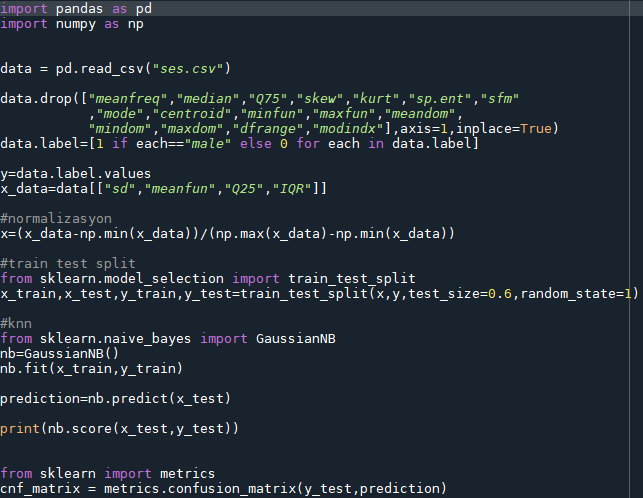 import pandas as pd
import numpy as np
data = pd.read_csv("ses.csv")
data.drop(["meanfreq","median","Q75","skew","kurt","sp.ent","sfm"
,"mode","centroid","minfun","maxfun","meandom",
"mindom","maxdom","dfrange","modindx"],axis=1,inplace=True)
data.label=[1 if each=="male" else 0 for each in data.label]
y=data.label.values
x_data=data[["sd","meanfun","Q25","IQR"]]
#normalizasyon
x=(x_data-np.min(x_data))/(np.max(x_data)-np.min(x_data))
#train test split
from sklearn.model_selection import train_test_split
x_train,x_test,y_train,y_test=train_test_split(x,y,test_size=0.6,random_state=1)
#knn
from sklearn.naive_bayes import GaussianNB
nb=GaussianNB()
nb.fit(x_train,y_train)
prediction=nb.predict(x_test)
print(nb.score(x_test,y_test))
from sklearn import metrics
cnf_matrix = metrics.confusion_matrix(y_test,prediction)